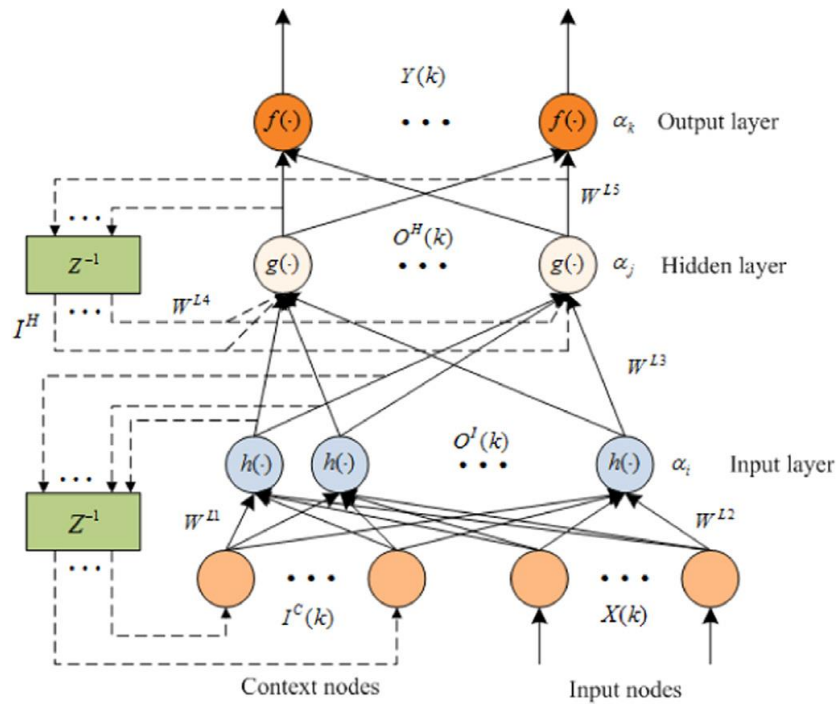 Y(k)
f(·) ••• f(·) α_k Output layer
W^{L5}
•••
O^H(k)
Z^{-1} g(·) ••• g(·) α_j Hidden layer
•••
W^{L4}
I^H
W^{L3}
O^I(k)
••• h(·) h(·) ••• h(·) α_i Input layer
Z^{-1} W^{L1} W^{L2}
•••
••• •••
I^C(k) X(k)
Context nodes Input nodes